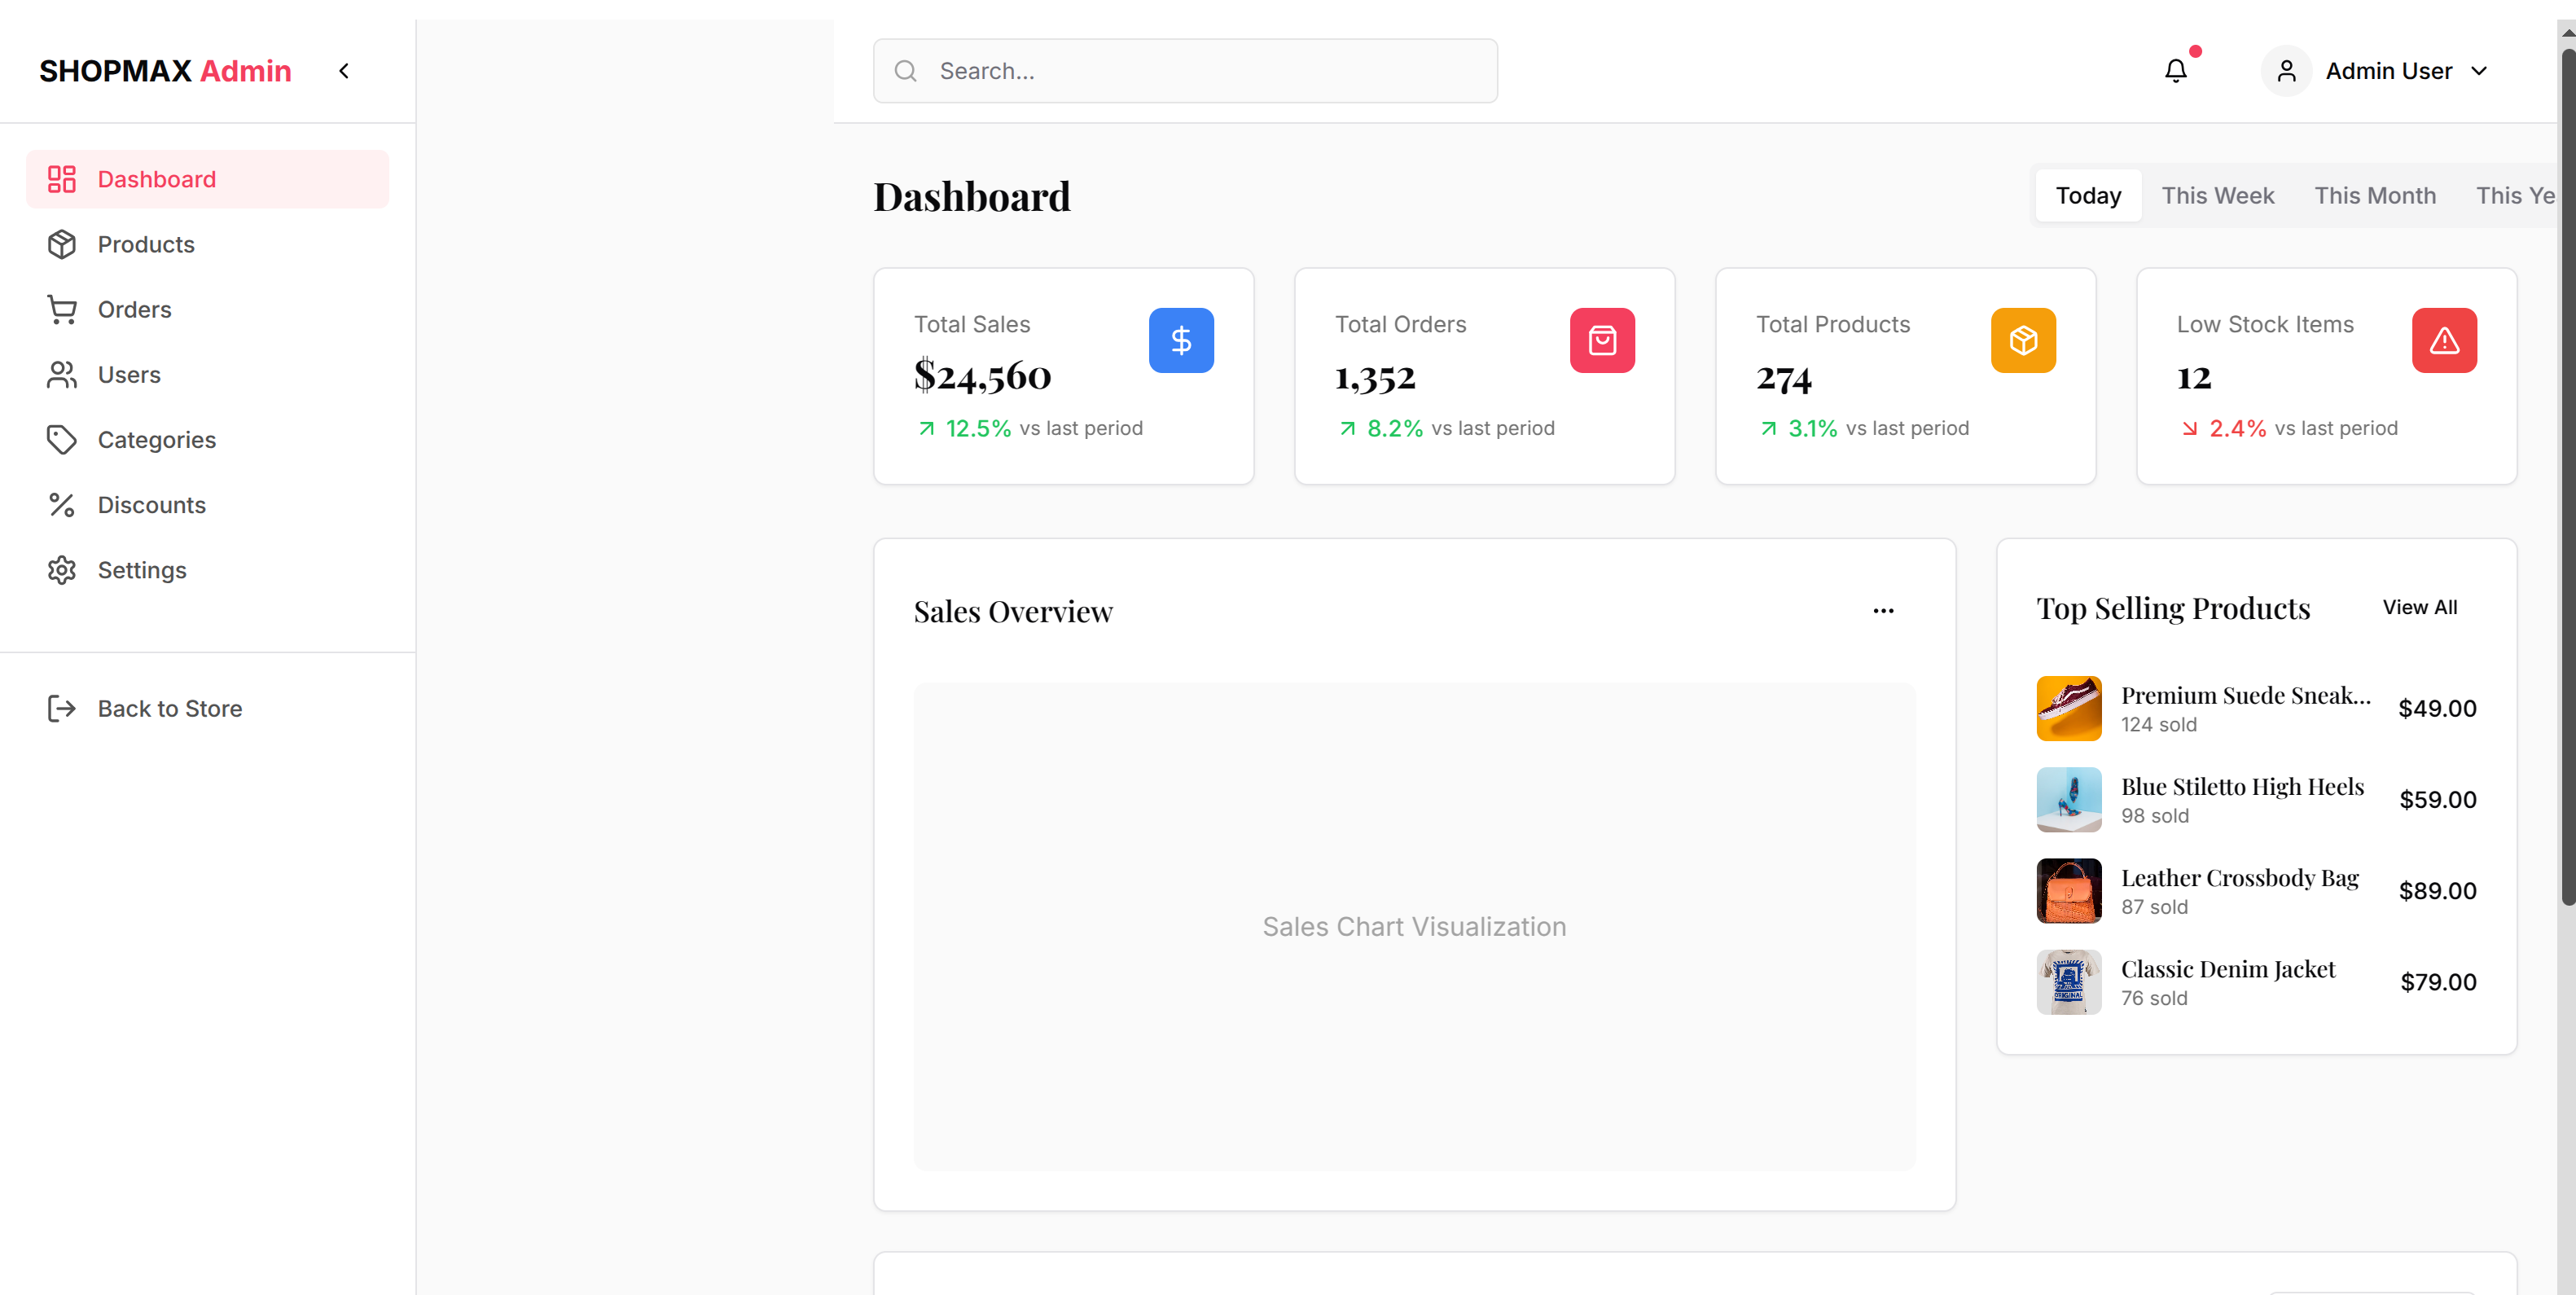 SHOPMAX Admin
Search...
Admin User
Dashboard
Products
Orders
Users
Categories
Discounts
Settings
Back to Store
Dashboard
Today This Week This Month This Ye
Total Sales
$24,560
12.5% vs last period
Total Orders
1,352
8.2% vs last period
Total Products
274
3.1% vs last period
Low Stock Items
12
2.4% vs last period
Sales Overview
Sales Chart Visualization
Top Selling Products View All
Premium Suede Sneak... $49.00
124 sold
Blue Stiletto High Heels $59.00
98 sold
Leather Crossbody Bag $89.00
87 sold
Classic Denim Jacket $79.00
76 sold
ORIGINAL